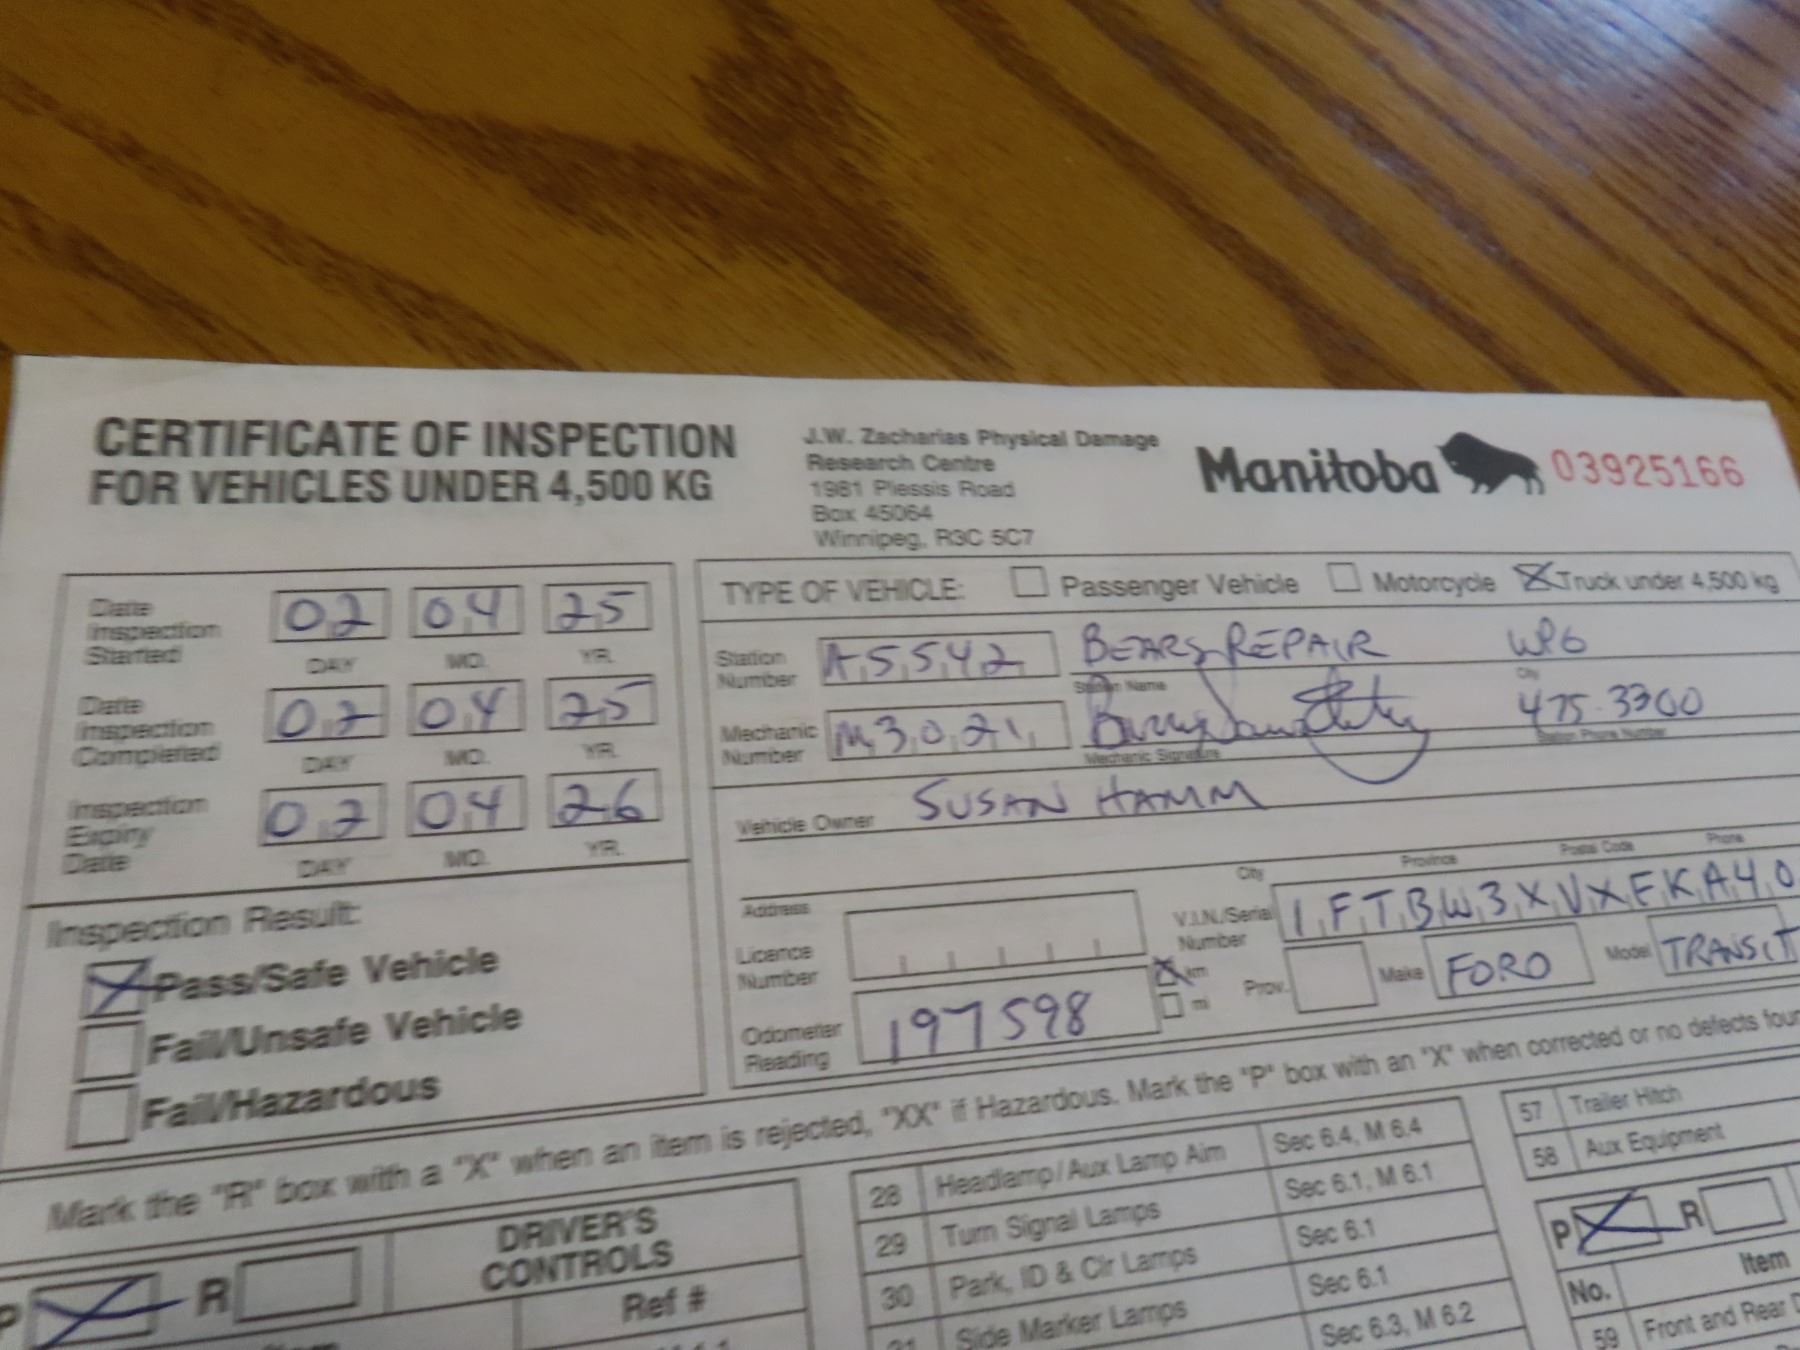 CERTIFICATE OF INSPECTION
FOR VEHICLES UNDER 4,500 KG
J.W. Zacharias Physical Damage
Research Centre
1981 Plessis Road
Box 45064
Winnipeg, R3C 5C7
Manitoba 03925166
Date Inspection Started 02 04 25
DAY MO. YR.
Date Inspection Completed 02 04 25
DAY MO. YR.
Inspection Expiry Date 02 04 26
DAY MO. YR.
Inspection Result:
Pass/Safe Vehicle
Fail/Unsafe Vehicle
Fail/Hazardous
TYPE OF VEHICLE: Passenger Vehicle Motorcycle Truck under 4,500 kg
Station Number A5542 BEARS REPAIR WPG
Station Name City
Mechanic Number M3021 475-3300
Mechanic Signature Station Phone Number
Vehicle Owner SUSAN HAMM
Address City Province Postal Code Phone
Licence Number V.I.N./Serial Number 1FTBW3XVXFKA40
Odometer Reading 197598 km mi Prov. Make FORD Model TRANSIT
Mark the "R" box with a "X" when an item is rejected, "XX" if Hazardous. Mark the "P" box with an "X" when corrected or no defects foun
P R DRIVER'S CONTROLS
Ref #
28 Headlamp/Aux Lamp Aim Sec 6.4, M 6.4
29 Turn Signal Lamps Sec 6.1, M 6.1
30 Park, ID & Clr Lamps Sec 6.1
31 Side Marker Lamps Sec 6.1
Sec 6.3, M 6.2
57 Trailer Hitch
58 Aux Equipment
P R
No. Item
59 Front and Rear